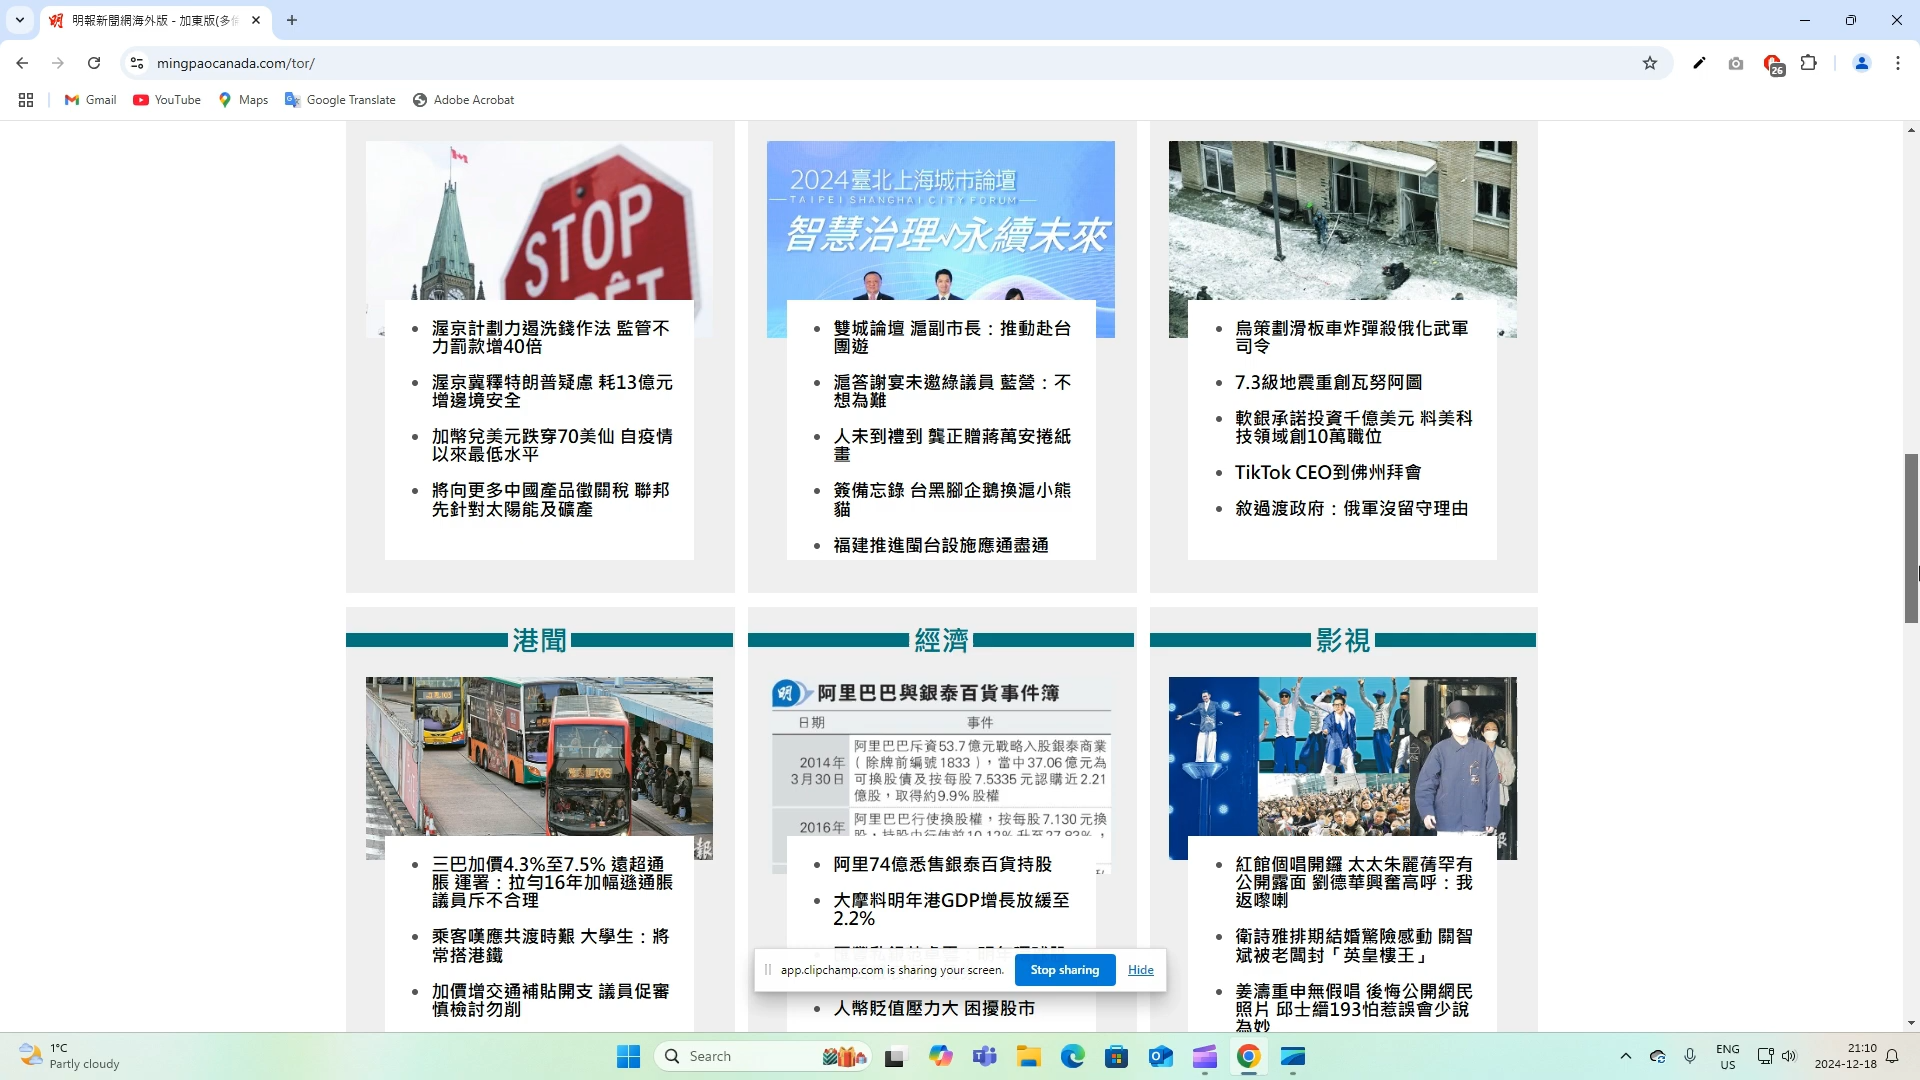 明報新聞網海外版 - 加東版(多倫
mingpaocanada.com/tor/
26
Gmail
YouTube
Maps
Google Translate
Adobe Acrobat
STOP
2024臺北上海城市論壇
TAIPEI SHANGHAI CITY FORUM
智慧治理 永續未來
渥京計劃力遏洗錢作法 監管不
力罰款增40倍
渥京冀釋特朗普疑慮 耗13億元
增邊境安全
加幣兌美元跌穿70美仙 自疫情
以來最低水平
將向更多中國產品徵關稅 聯邦
先針對太陽能及礦產
雙城論壇 滬副市長：推動赴台
團遊
滬答謝宴未邀綠議員 藍營：不
想為難
人未到禮到 龔正贈蔣萬安捲紙
畫
簽備忘錄 台黑腳企鵝換滬小熊
貓
福建推進閩台設施應通盡通
烏策劃滑板車炸彈殺俄化武軍
司令
7.3級地震重創瓦努阿圖
軟銀承諾投資千億美元 料美科
技領域創10萬職位
TikTok CEO到佛州拜會
敘過渡政府：俄軍沒留守理由
港聞
經濟
影視
明 阿里巴巴與銀泰百貨事件簿
日期
事件
2014年
3月30日
阿里巴巴斥資53.7億元戰略入股銀泰商業
（除牌前編號1833），當中37.06億元為
可換股債及按每股7.5335元認購近2.21
億股，取得約9.9%股權
2016年
阿里巴巴行使換股權，按每股7.130元換
三巴加價4.3%至7.5% 遠超通
脹 運署：拉勻16年加幅遜通脹
議員斥不合理
乘客嘆應共渡時艱 大學生：將
常搭港鐵
加價增交通補貼開支 議員促審
慎檢討勿削
阿里74億悉售銀泰百貨持股
大摩料明年港GDP增長放緩至
2.2%
人幣貶值壓力大 困擾股市
紅館個唱開鑼 太太朱麗蒨罕有
公開露面 劉德華興奮高呼：我
返嚟喇
衛詩雅排期結婚驚險感動 關智
斌被老闆封「英皇樓王」
姜濤重申無假唱 後悔公開網民
照片 邱士縉193怕惹誤會少說
為妙
app.clipchamp.com is sharing your screen.
Stop sharing
Hide
1°C
Partly cloudy
Search
ENG
US
21:10
2024-12-18